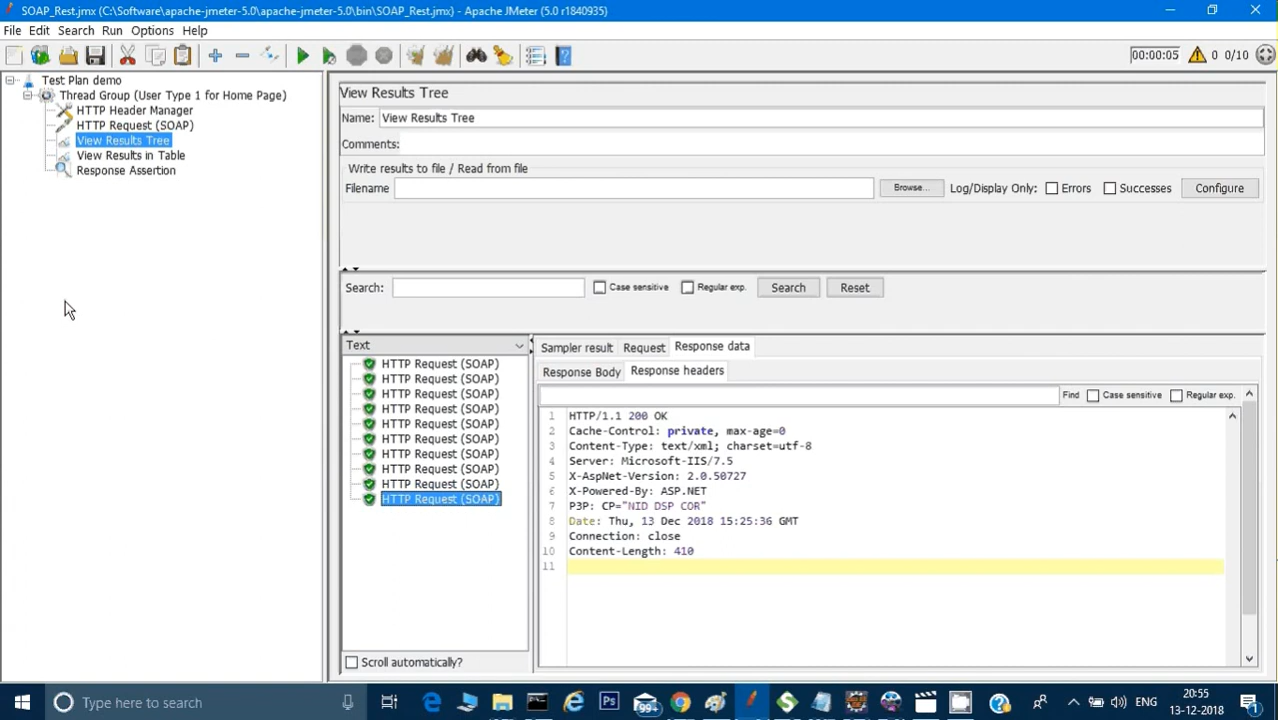 SOAP_Rest.jmx (C:\Software\apache-jmeter-5.0\apache-jmeter-5.0\bin\SOAP_Rest.jmx) - Apache JMeter (5.0 r1840935)
File Edit Search Run Options Help
00:00:05 0 0/10
Test Plan demo
Thread Group (User Type 1 for Home Page)
HTTP Header Manager
HTTP Request (SOAP)
View Results Tree
View Results in Table
Response Assertion
View Results Tree
Name: View Results Tree
Comments:
Write results to file / Read from file
Filename Browse... Log/Display Only: Errors Successes Configure
Search: Case sensitive Regular exp. Search Reset
Text
HTTP Request (SOAP)
HTTP Request (SOAP)
HTTP Request (SOAP)
HTTP Request (SOAP)
HTTP Request (SOAP)
HTTP Request (SOAP)
HTTP Request (SOAP)
HTTP Request (SOAP)
HTTP Request (SOAP)
HTTP Request (SOAP)
Scroll automatically?
Sampler result Request Response data
Response Body Response headers
Find Case sensitive Regular exp.
1 HTTP/1.1 200 OK
2 Cache-Control: private, max-age=0
3 Content-Type: text/xml; charset=utf-8
4 Server: Microsoft-IIS/7.5
5 X-AspNet-Version: 2.0.50727
6 X-Powered-By: ASP.NET
7 P3P: CP="NID DSP COR"
8 Date: Thu, 13 Dec 2018 15:25:36 GMT
9 Connection: close
10 Content-Length: 410
11
Type here to search
Ps
99+
ENG
20:55
13-12-2018
1